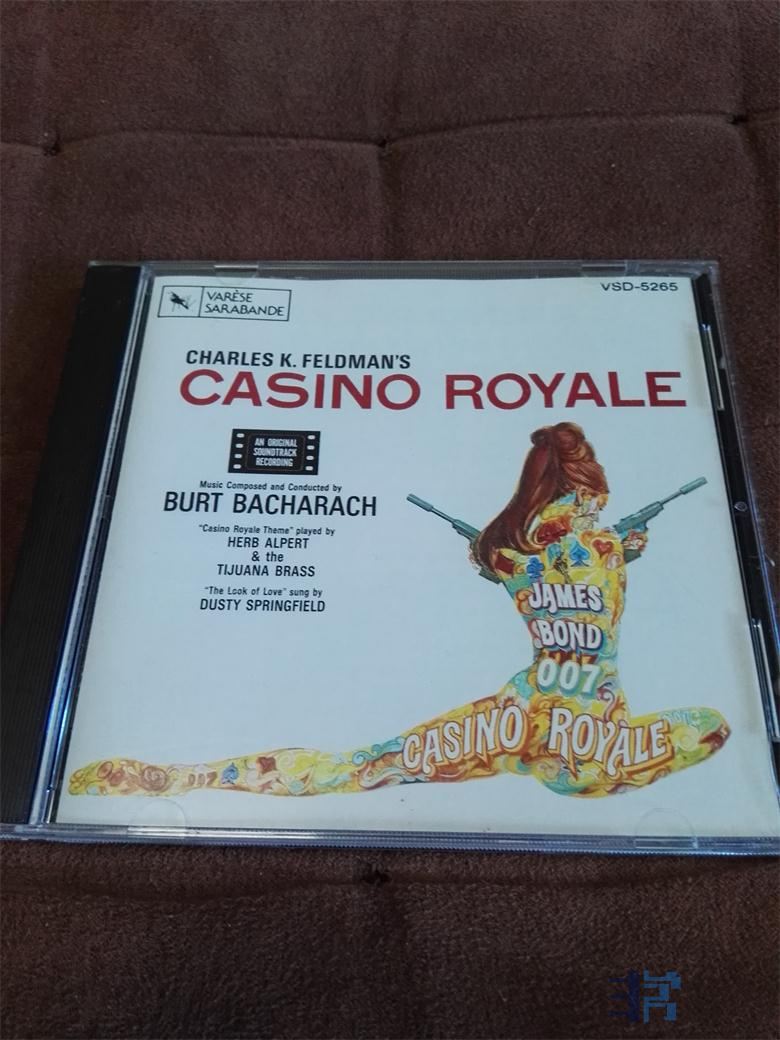 VARÈSE
SARABANDE
VSD-5265
CHARLES K. FELDMAN'S
CASINO ROYALE
AN ORIGINAL
SOUNDTRACK
RECORDING
Music Composed and Conducted by
BURT BACHARACH
"Casino Royale Theme" played by
HERB ALPERT
& the
TIJUANA BRASS
"The Look of Love" sung by
DUSTY SPRINGFIELD
JAMES
BOND
007
CASINO ROYALE
007